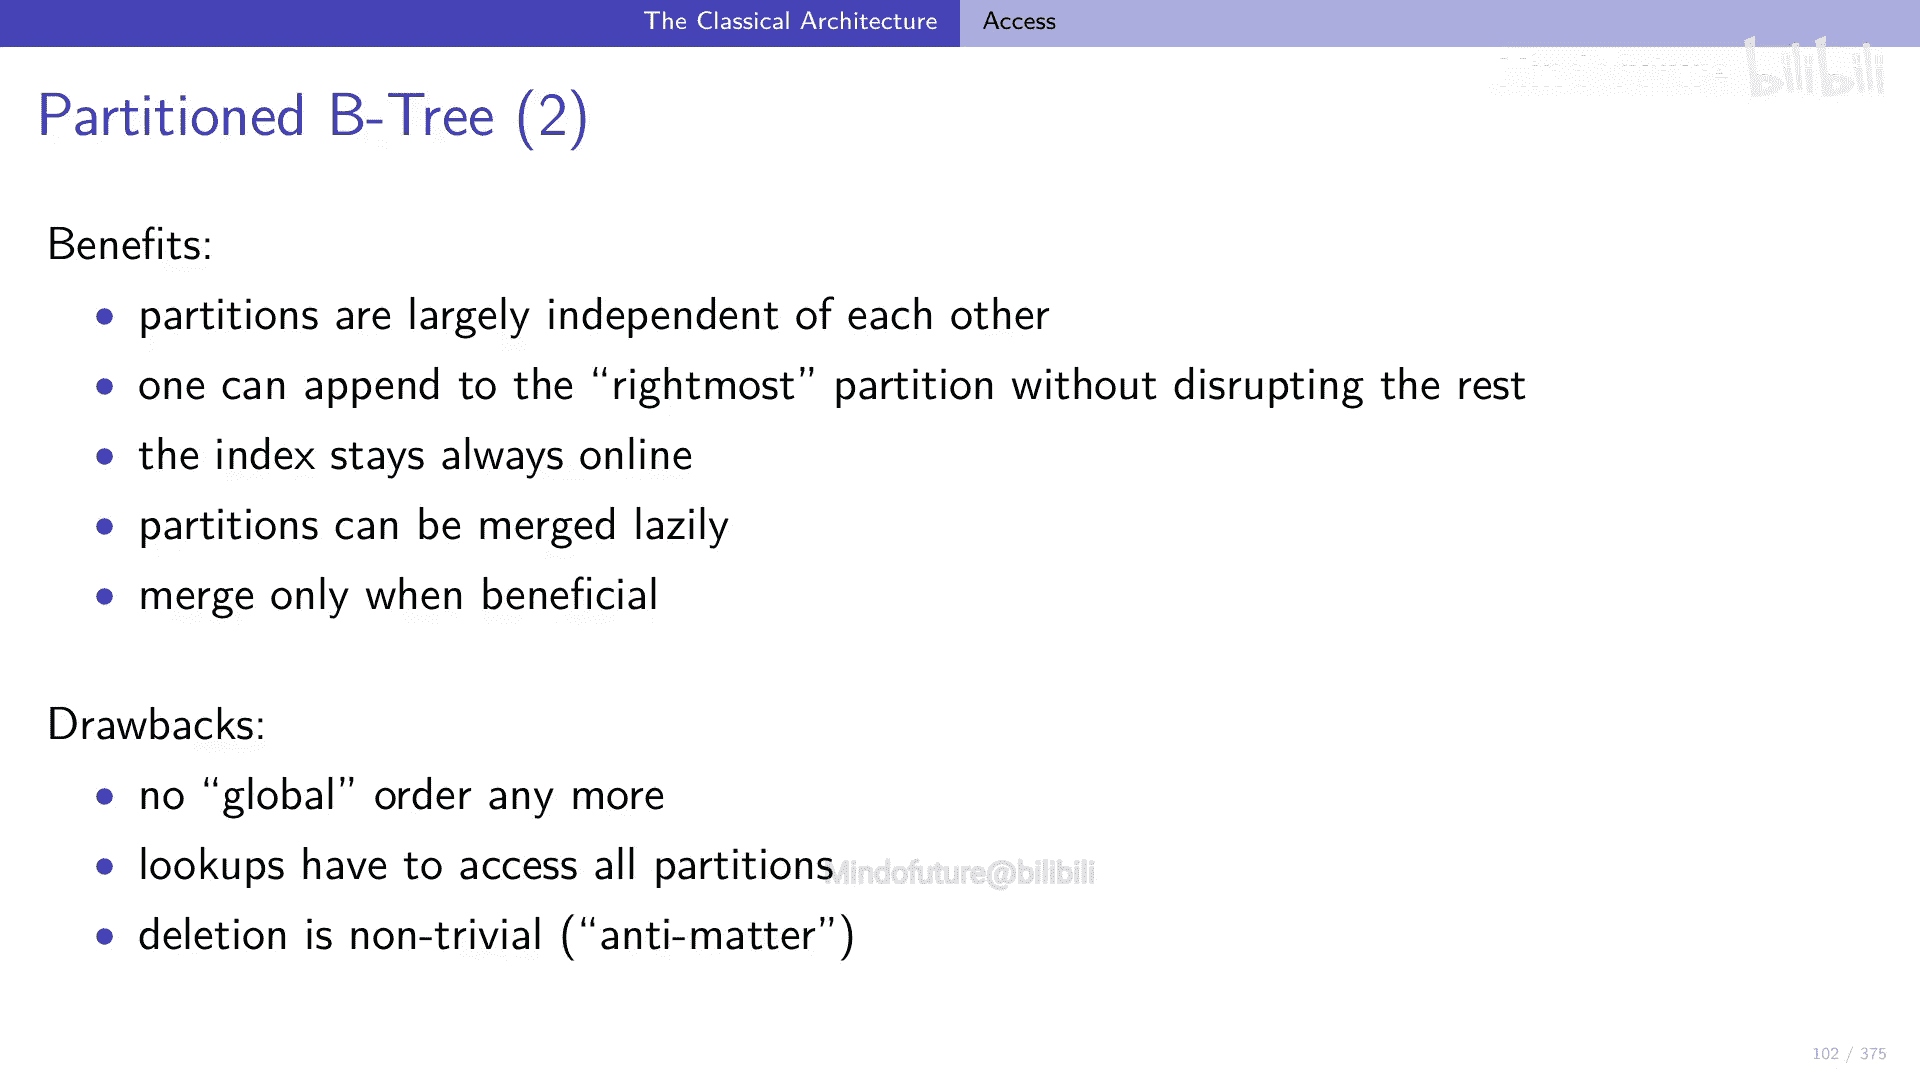 The Classical Architecture Access
bilibili
Partitioned B-Tree (2)
Benefits:
• partitions are largely independent of each other
• one can append to the “rightmost” partition without disrupting the rest
• the index stays always online
• partitions can be merged lazily
• merge only when beneficial
Drawbacks:
• no “global” order any more
• lookups have to access all partitions
Mindofuture@bilibili
• deletion is non-trivial (“anti-matter”)
102 / 375